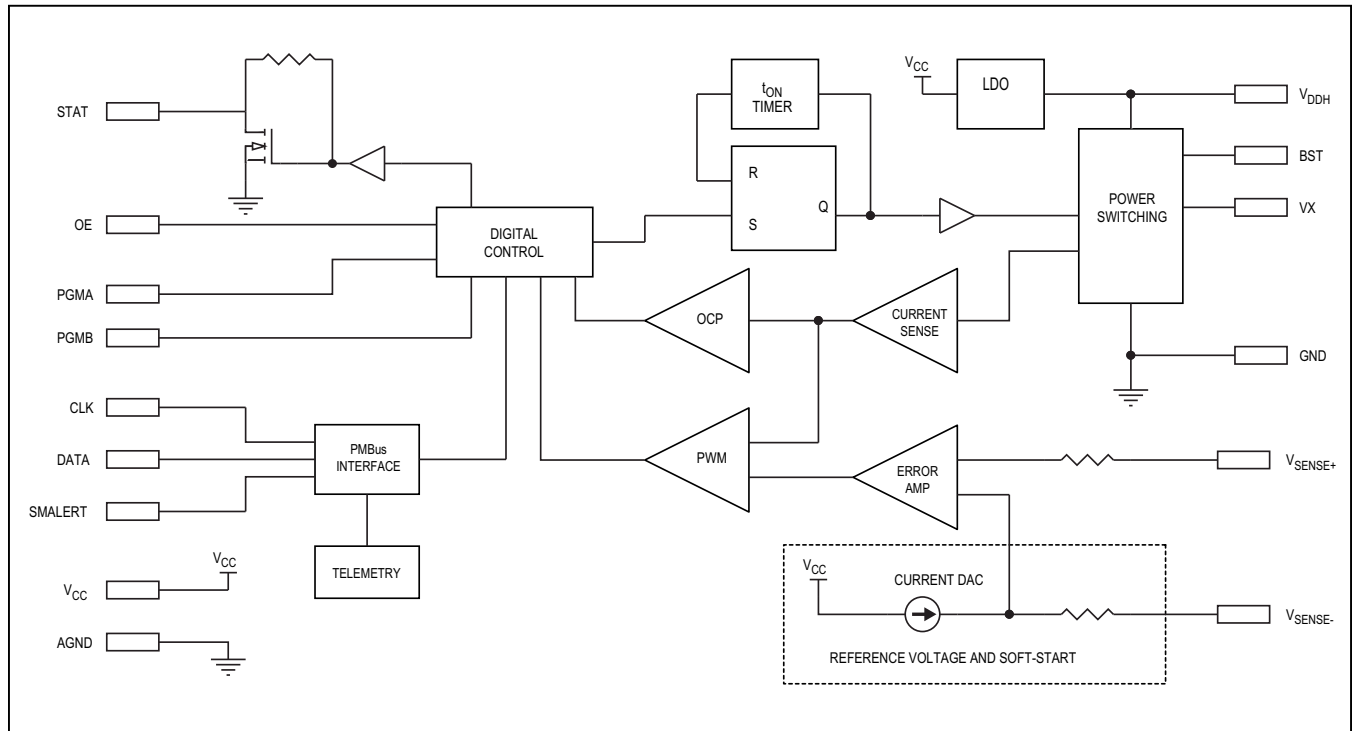 STAT
OE
PGMA
PGMB
CLK
DATA
SMALERT
VCC
VCC
AGND
DIGITAL
CONTROL
PMBus
INTERFACE
TELEMETRY
tON
TIMER
R
S
Q
VCC
LDO
POWER
SWITCHING
OCP
CURRENT
SENSE
PWM
ERROR
AMP
VCC
CURRENT DAC
REFERENCE VOLTAGE AND SOFT-START
VDDH
BST
VX
GND
VSENSE+
VSENSE-